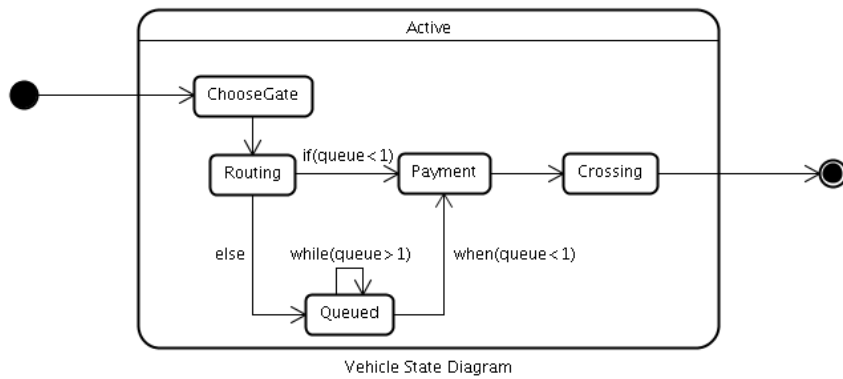 Active
ChooseGate
if(queue<1)
Routing
Payment
Crossing
else
while(queue>1)
when(queue<1)
Queued
Vehicle State Diagram